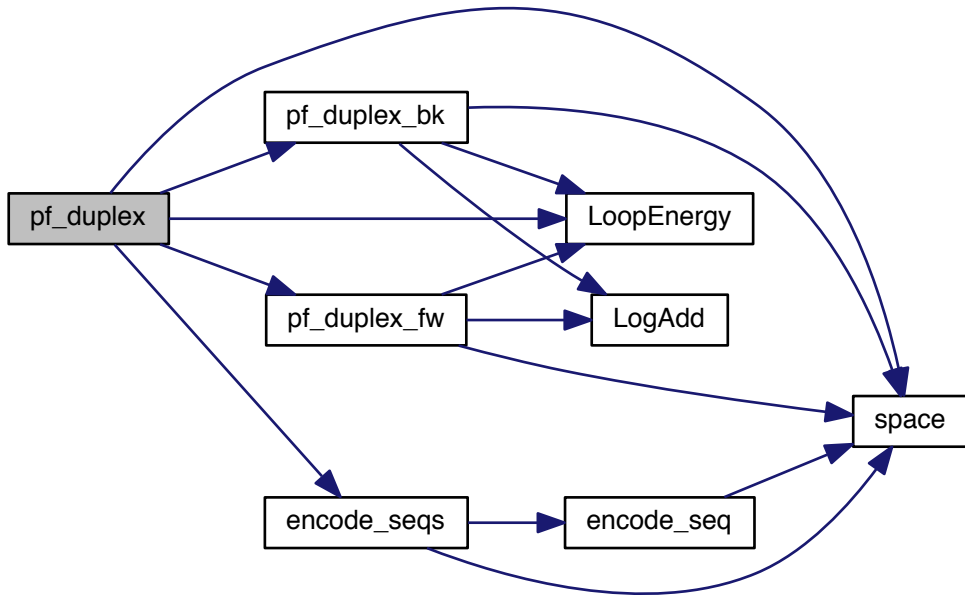 pf_duplex
pf_duplex_bk
LoopEnergy
pf_duplex_fw
LogAdd
space
encode_seqs
encode_seq